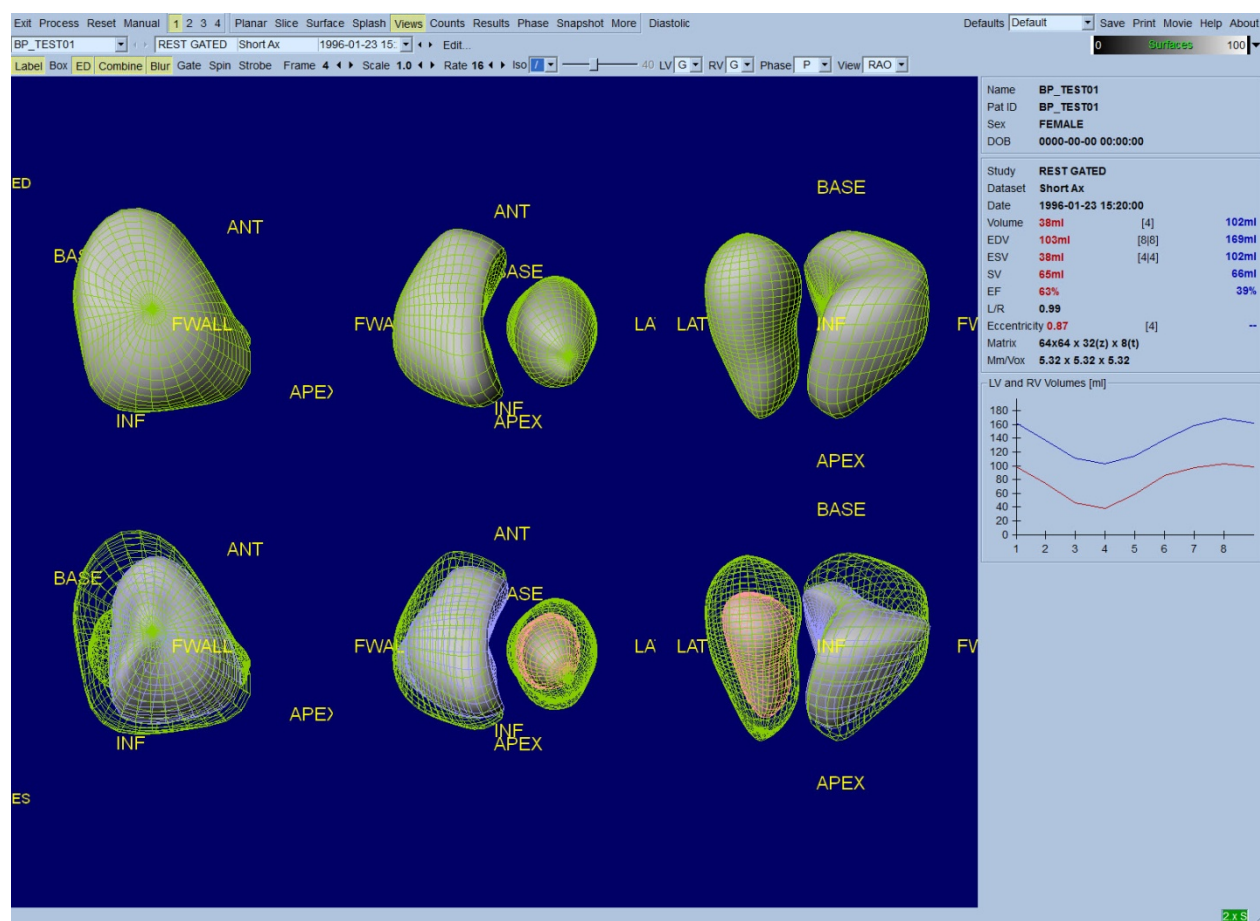 Exit Process Reset Manual 1 2 3 4 Planar Slice Surface Splash Views Counts Results Phase Snapshot More Diastolic Defaults Default Save Print Movie Help About
BP_TEST01 REST GATED Short Ax 1996-01-23 15: Edit... 0 Surfaces 100
Label Box ED Combine Blur Gate Spin Strobe Frame 4 Scale 1.0 Rate 16 Iso / 40 LV G RV G Phase P View RAO
Name BP_TEST01
Pat ID BP_TEST01
Sex FEMALE
DOB 0000-00-00 00:00:00
Study REST GATED
Dataset Short Ax
Date 1996-01-23 15:20:00
Volume 38ml [4] 102ml
EDV 103ml [8|8] 169ml
ESV 38ml [4|4] 102ml
SV 65ml 66ml
EF 63% 39%
L/R 0.99
Eccentricity 0.87 [4] --
Matrix 64x64 x 32(z) x 8(t)
Mm/Vox 5.32 x 5.32 x 5.32
LV and RV Volumes [ml]
180
160
140
120
100
80
60
40
20
0
1 2 3 4 5 6 7 8
ED
BASE
ANT
ANT
BAS
BASE
FWALL FWA LA LAT INF FV
APEX
INF
INF
APEX
APEX
BASE
ANT
ANT
BASE
ASE
FWALL FWAL LA LAT INF FV
APEX
INF
INF
APEX
APEX
ES
2 x S